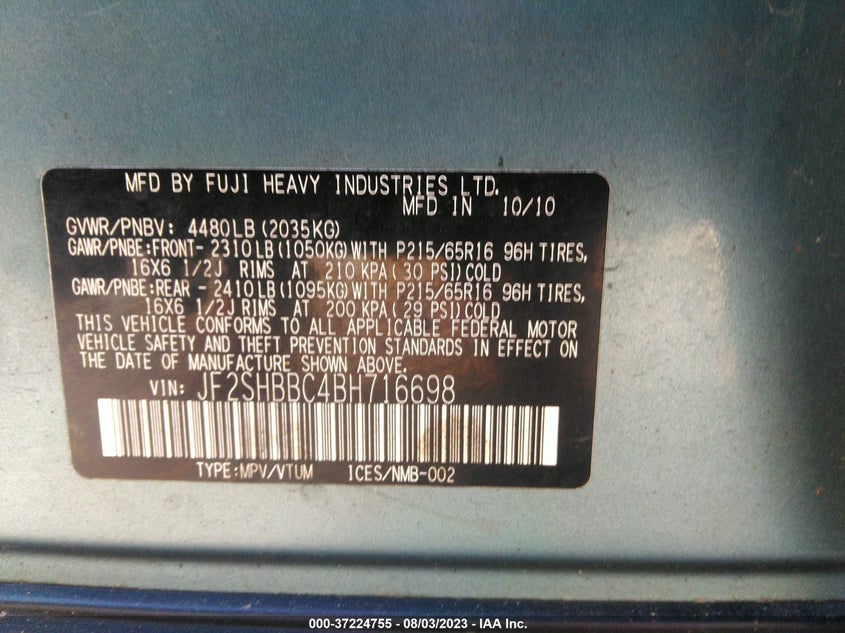 MFD BY FUJI HEAVY INDUSTRIES LTD.
MFD IN 10/10
GVWR/PNBV: 4480LB(2035KG)
GAWR/PNBE:FRONT- 2310LB(1050KG)WITH P215/65R16 96H TIRES,
16X6 1/2J RIMS AT 210 KPA(30 PSI)COLD
GAWR/PNBE:REAR - 2410LB(1095KG)WITH P215/65R16 96H TIRES,
16X6 1/2J RIMS AT 200 KPA(29 PSI)COLD
THIS VEHICLE CONFORMS TO ALL APPLICABLE FEDERAL MOTOR
VEHICLE SAFETY AND THEFT PREVENTION STANDARDS IN EFFECT ON
THE DATE OF MANUFACTURE SHOWN ABOVE.
VIN: JF2SHBBC4BH716698
TYPE:MPV/VTUM ICES/NMB-002
000-37224755 - 08/03/2023 - IAA Inc.